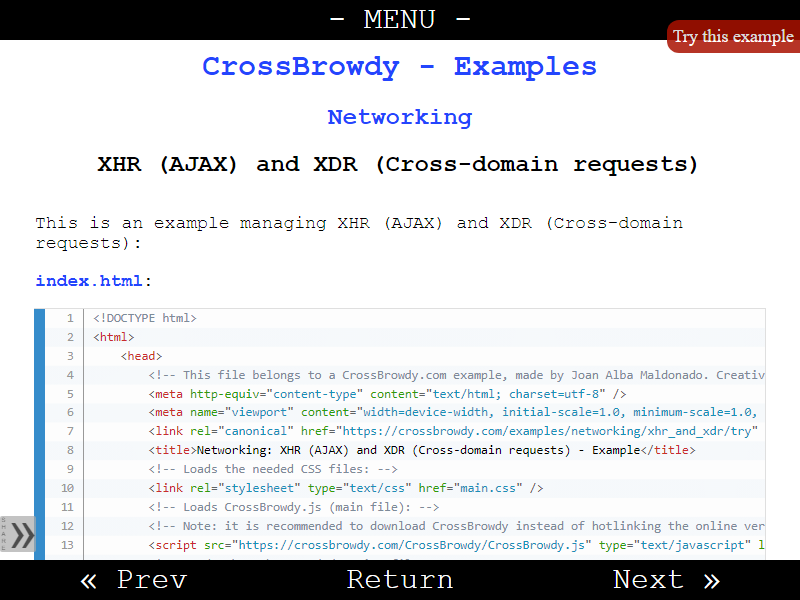 - MENU -
Try this example
CrossBrowdy - Examples
Networking
XHR (AJAX) and XDR (Cross-domain requests)
This is an example managing XHR (AJAX) and XDR (Cross-domain
requests):
index.html:
1 <!DOCTYPE html>
2 <html>
3 <head>
4 <!-- This file belongs to a CrossBrowdy.com example, made by Joan Alba Maldonado. Creativ
5 <meta http-equiv="content-type" content="text/html; charset=utf-8" />
6 <meta name="viewport" content="width=device-width, initial-scale=1.0, minimum-scale=1.0,
7 <link rel="canonical" href="https://crossbrowdy.com/examples/networking/xhr_and_xdr/try"
8 <title>Networking: XHR (AJAX) and XDR (Cross-domain requests) - Example</title>
9 <!-- Loads the needed CSS files: -->
10 <link rel="stylesheet" type="text/css" href="main.css" />
11 <!-- Loads CrossBrowdy.js (main file): -->
12 <!-- Note: it is recommended to download CrossBrowdy instead of hotlinking the online ver
13 <script src="https://crossbrowdy.com/CrossBrowdy/CrossBrowdy.js" type="text/javascript" l
SHARE »
« Prev Return Next »